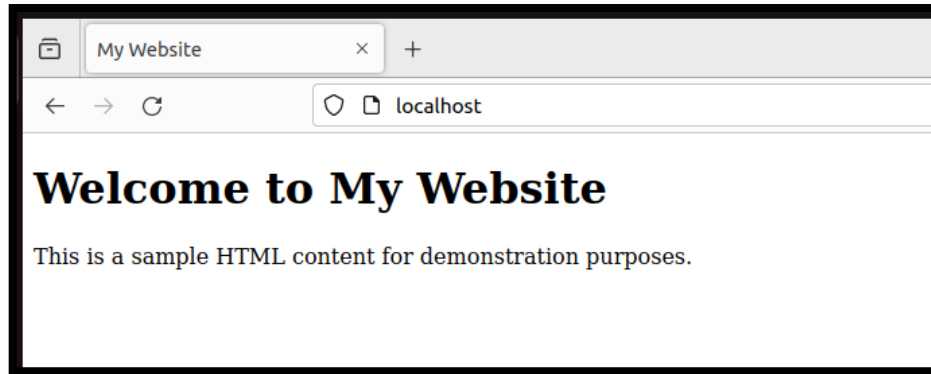 My Website
localhost
Welcome to My Website
This is a sample HTML content for demonstration purposes.